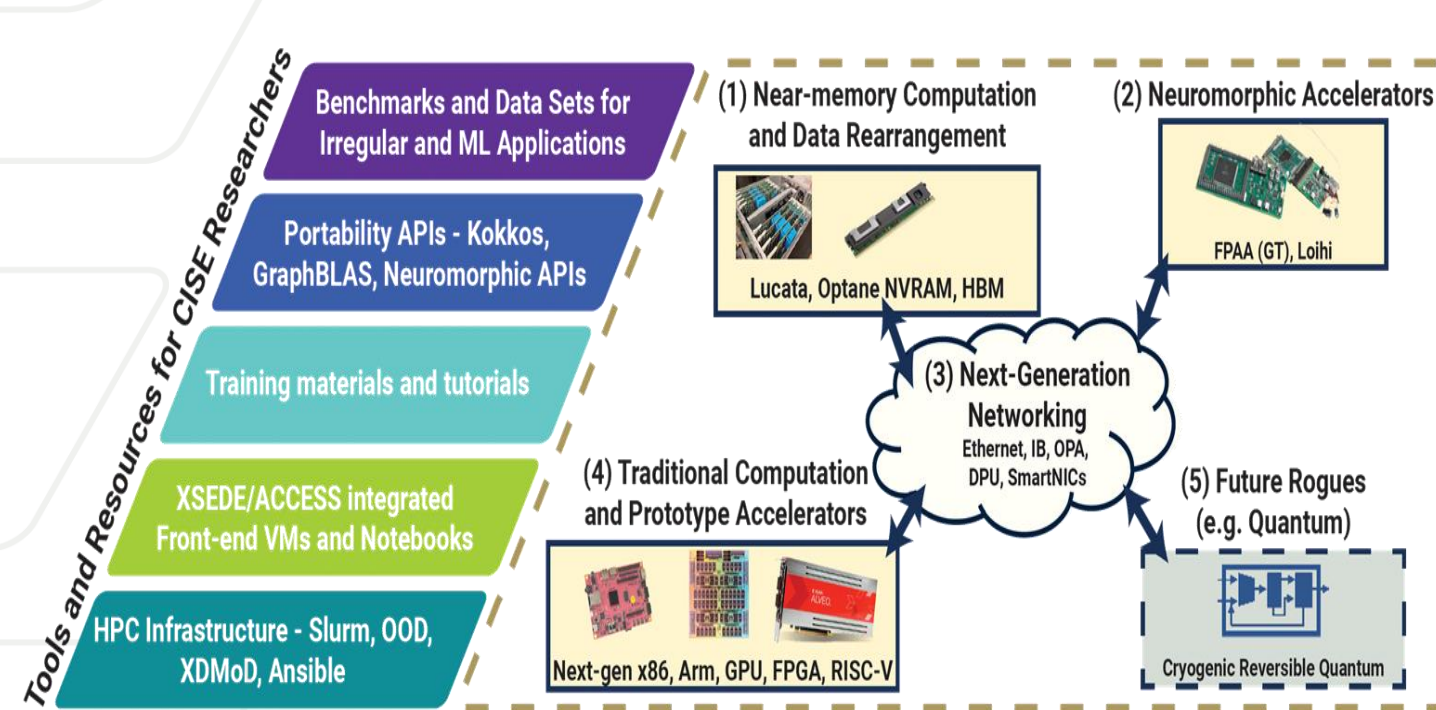 Tools and Resources for CISE Researchers
Benchmarks and Data Sets for
Irregular and ML Applications
Portability APIs - Kokkos,
GraphBLAS, Neuromorphic APIs
Training materials and tutorials
XSEDE/ACCESS integrated
Front-end VMs and Notebooks
HPC Infrastructure - Slurm, OOD,
XDMoD, Ansible
(1) Near-memory Computation
and Data Rearrangement
Lucata, Optane NVRAM, HBM
(2) Neuromorphic Accelerators
FPAA (GT), Loihi
(3) Next-Generation
Networking
Ethernet, IB, OPA,
DPU, SmartNICs
(4) Traditional Computation
and Prototype Accelerators
ALVEO
Next-gen x86, Arm, GPU, FPGA, RISC-V
(5) Future Rogues
(e.g. Quantum)
Cryogenic Reversible Quantum